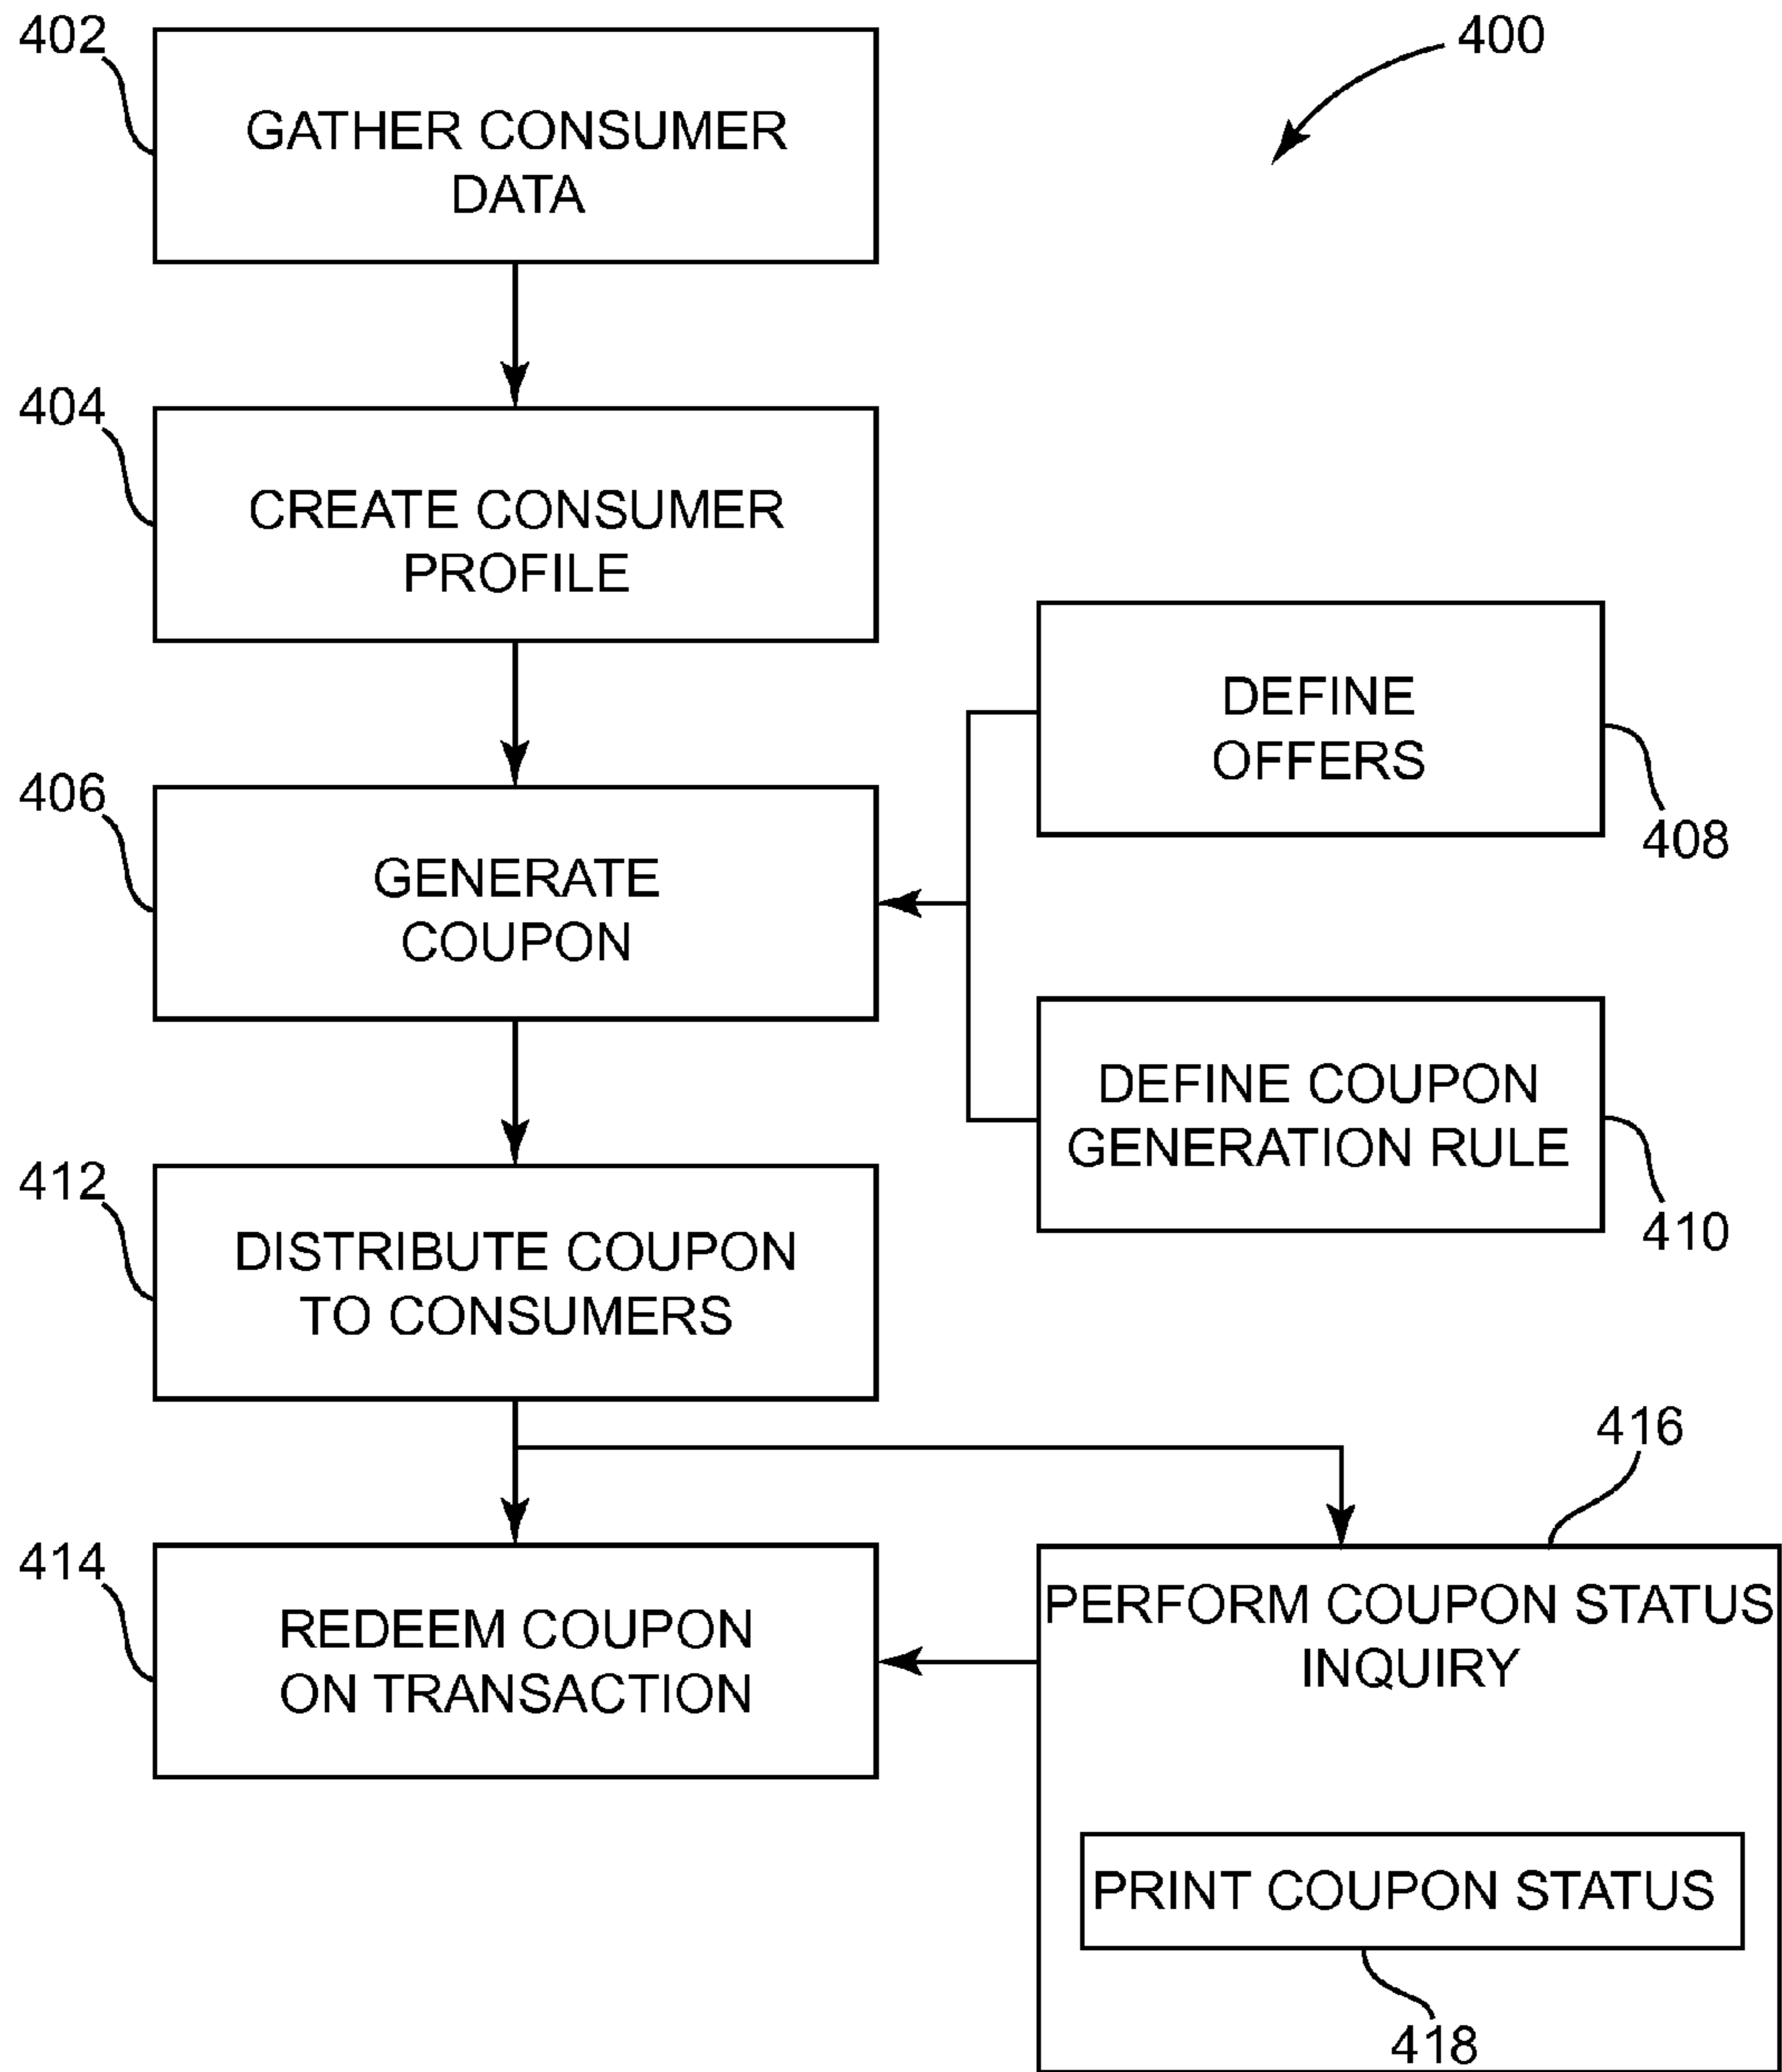 402
400
GATHER CONSUMER
DATA
404
CREATE CONSUMER
PROFILE
406
GENERATE
COUPON
DEFINE
OFFERS
408
DEFINE COUPON
GENERATION RULE
410
412
DISTRIBUTE COUPON
TO CONSUMERS
414
REDEEM COUPON
ON TRANSACTION
416
PERFORM COUPON STATUS
INQUIRY
PRINT COUPON STATUS
418